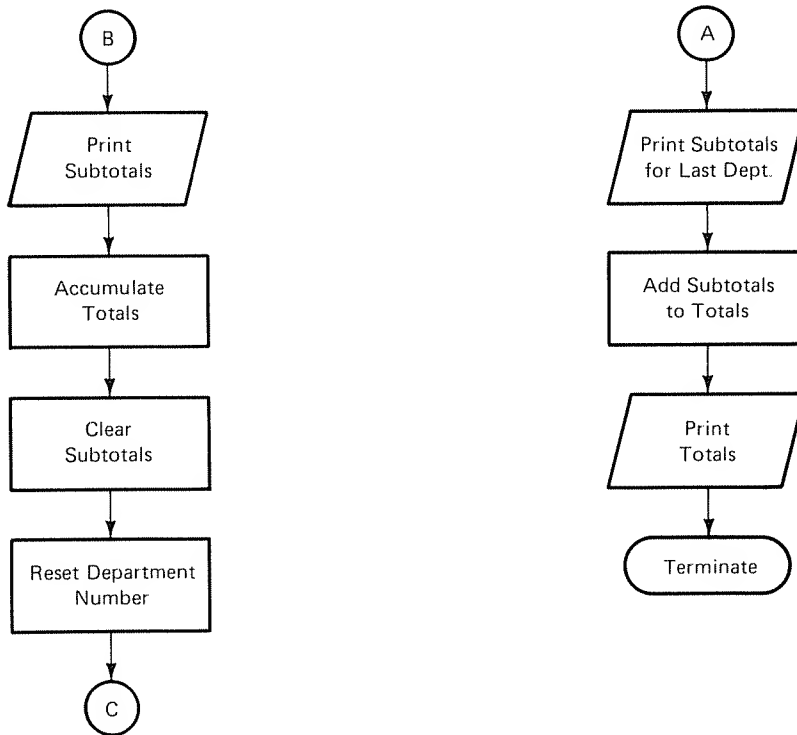 B
Print
Subtotals
Accumulate
Totals
Clear
Subtotals
Reset Department
Number
C
A
Print Subtotals
for Last Dept.
Add Subtotals
to Totals
Print
Totals
Terminate